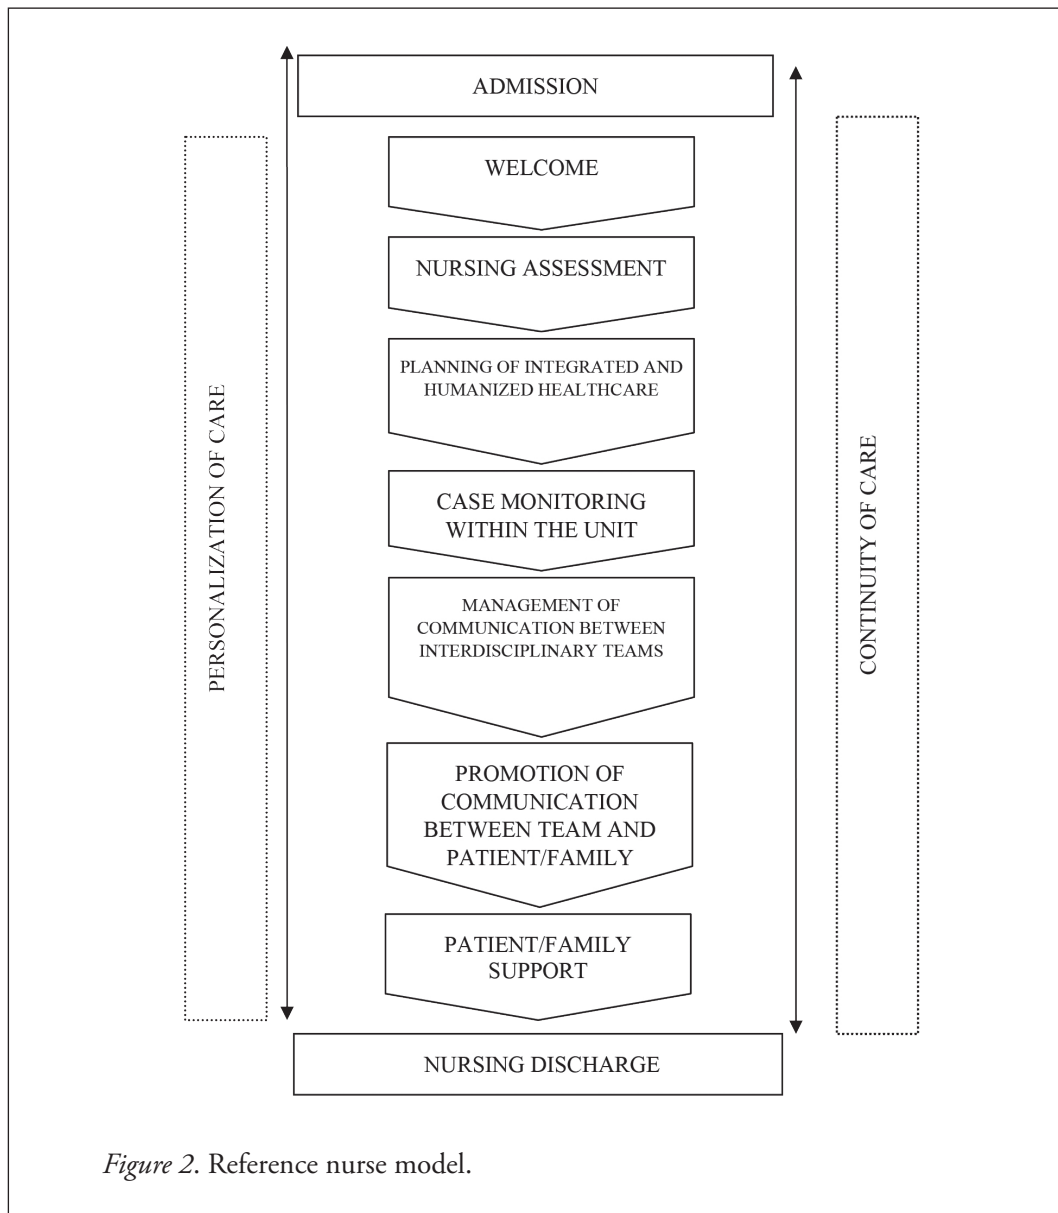 ADMISSION
WELCOME
NURSING ASSESSMENT
PLANNING OF INTEGRATED AND
HUMANIZED HEALTHCARE
CASE MONITORING
WITHIN THE UNIT
MANAGEMENT OF
COMMUNICATION BETWEEN
INTERDISCIPLINARY TEAMS
PROMOTION OF
COMMUNICATION
BETWEEN TEAM AND
PATIENT/FAMILY
PATIENT/FAMILY
SUPPORT
NURSING DISCHARGE
PERSONALIZATION OF CARE
CONTINUITY OF CARE
Figure 2. Reference nurse model.